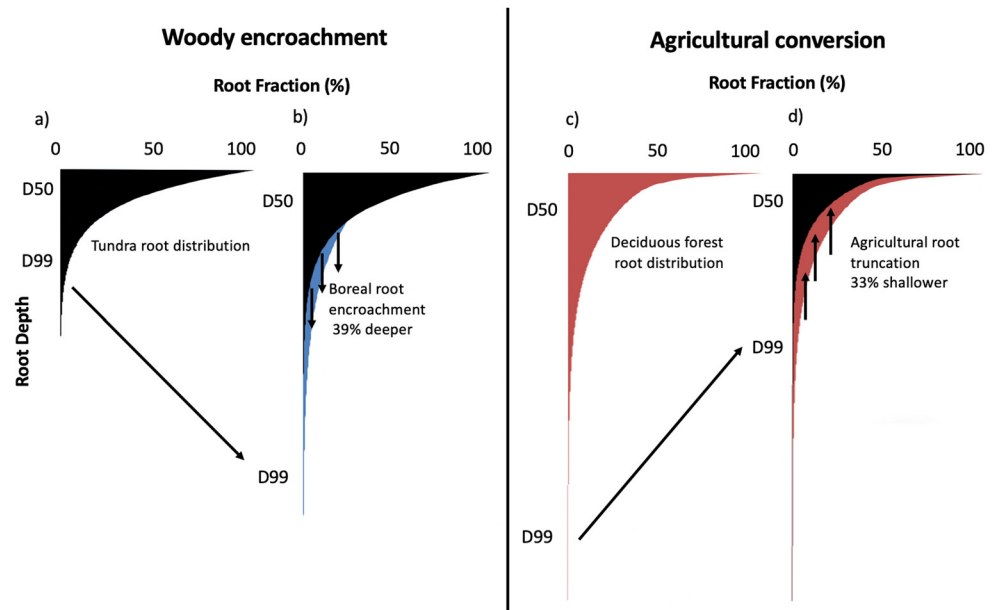 Woody encroachment
Root Fraction (%)
a)
b)
0 50 100
0 50 100
D50
D99
Root Depth
Tundra root distribution
D50
Boreal root
encroachment
39% deeper
D99
Agricultural conversion
Root Fraction (%)
c)
d)
0 50 100
0 50 100
D50
Deciduous forest
root distribution
D99
D50
Agricultural root
truncation
33% shallower
D99